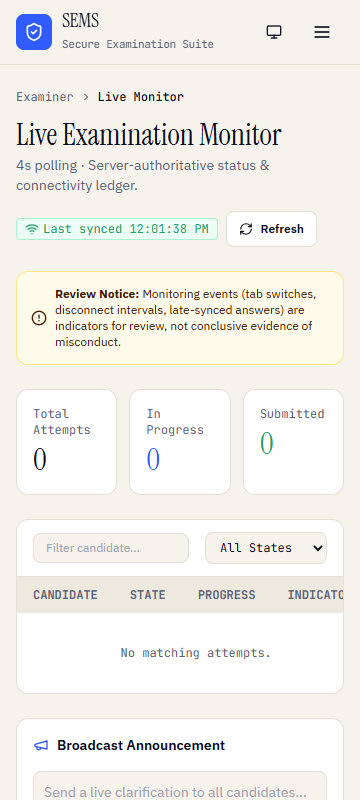 SEMS
Secure Examination Suite
Examiner > Live Monitor
Live Examination Monitor
4s polling · Server-authoritative status &
connectivity ledger.
Last synced 12:01:38 PM
Refresh
Review Notice: Monitoring events (tab switches,
disconnect intervals, late-synced answers) are
indicators for review, not conclusive evidence of
misconduct.
Total
Attempts
0
In
Progress
0
Submitted
0
Filter candidate...
All States
CANDIDATE STATE PROGRESS INDICATO
No matching attempts.
Broadcast Announcement
Send a live clarification to all candidates...